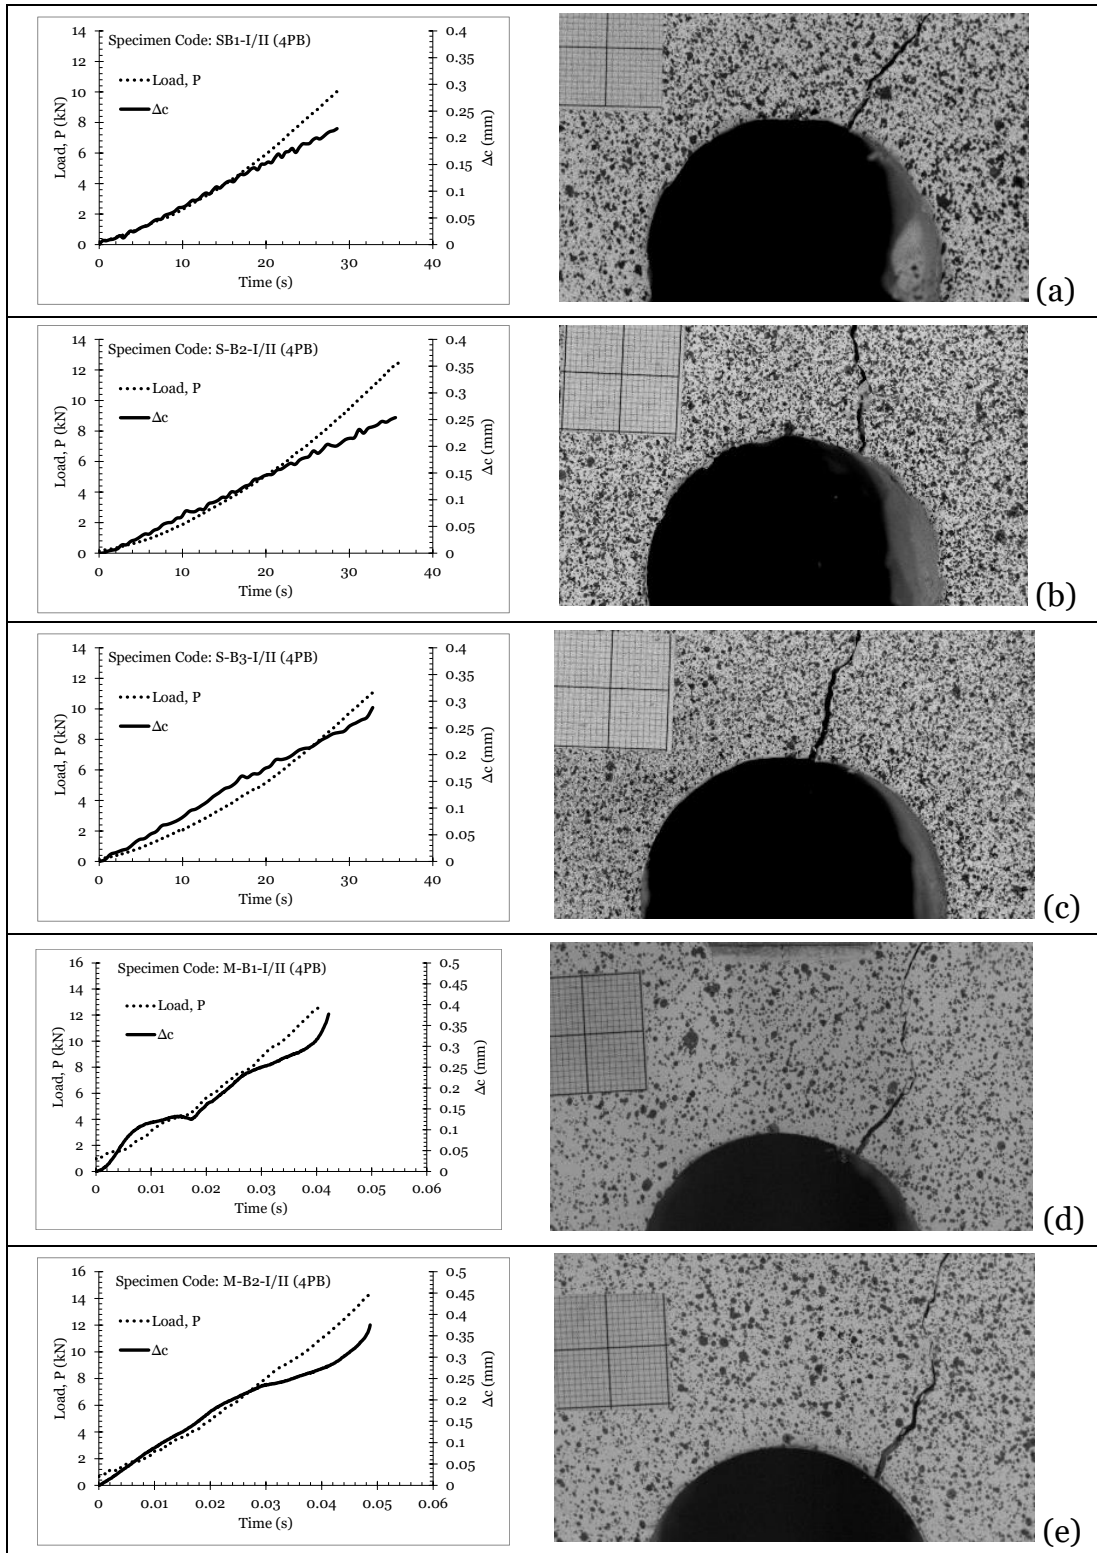 Specimen Code: SB1-I/II (4PB)
Load, P
Δc
Load, P (kN)
14
12
10
8
6
4
2
0
0.4
0.35
0.3
0.25
0.2
0.15
0.1
0.05
0
Δc (mm)
0 10 20 30 40
Time (s)
(a)
Specimen Code: S-B2-I/II (4PB)
Load, P
Δc
Load, P (kN)
14
12
10
8
6
4
2
0
0.4
0.35
0.3
0.25
0.2
0.15
0.1
0.05
0
Δc (mm)
0 10 20 30 40
Time (s)
(b)
Specimen Code: S-B3-I/II (4PB)
Load, P
Δc
Load, P (kN)
14
12
10
8
6
4
2
0
0.4
0.35
0.3
0.25
0.2
0.15
0.1
0.05
0
Δc (mm)
0 10 20 30 40
Time (s)
(c)
Specimen Code: M-B1-I/II (4PB)
Load, P
Δc
Load, P (kN)
16
14
12
10
8
6
4
2
0
0.5
0.45
0.4
0.35
0.3
0.25
0.2
0.15
0.1
0.05
0
Δc (mm)
0 0.01 0.02 0.03 0.04 0.05 0.06
Time (s)
(d)
Specimen Code: M-B2-I/II (4PB)
Load, P
Δc
Load, P (kN)
16
14
12
10
8
6
4
2
0
0.5
0.45
0.4
0.35
0.3
0.25
0.2
0.15
0.1
0.05
0
Δc (mm)
0 0.01 0.02 0.03 0.04 0.05 0.06
Time (s)
(e)